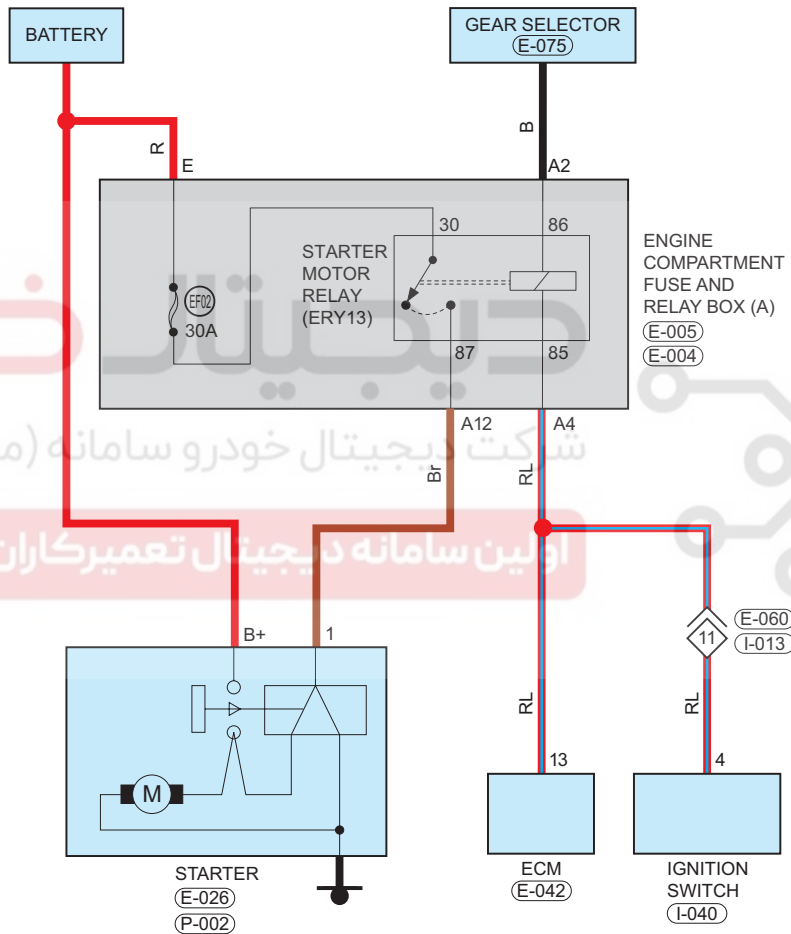 BATTERY
GEAR SELECTOR
E-075
R
B
E
A2
30
86
STARTER
MOTOR
RELAY
(ERY13)
EF02
30A
87
85
ENGINE
COMPARTMENT
FUSE AND
RELAY BOX (A)
E-005
E-004
دیجیتال
A12
A4
شرکت دیجیتال خودرو سامانه
Br
RL
اولین سامانه دیجیتال تعمیرکاران
B+
1
11
E-060
I-013
RL
RL
13
4
M
STARTER
E-026
P-002
ECM
E-042
IGNITION
SWITCH
I-040